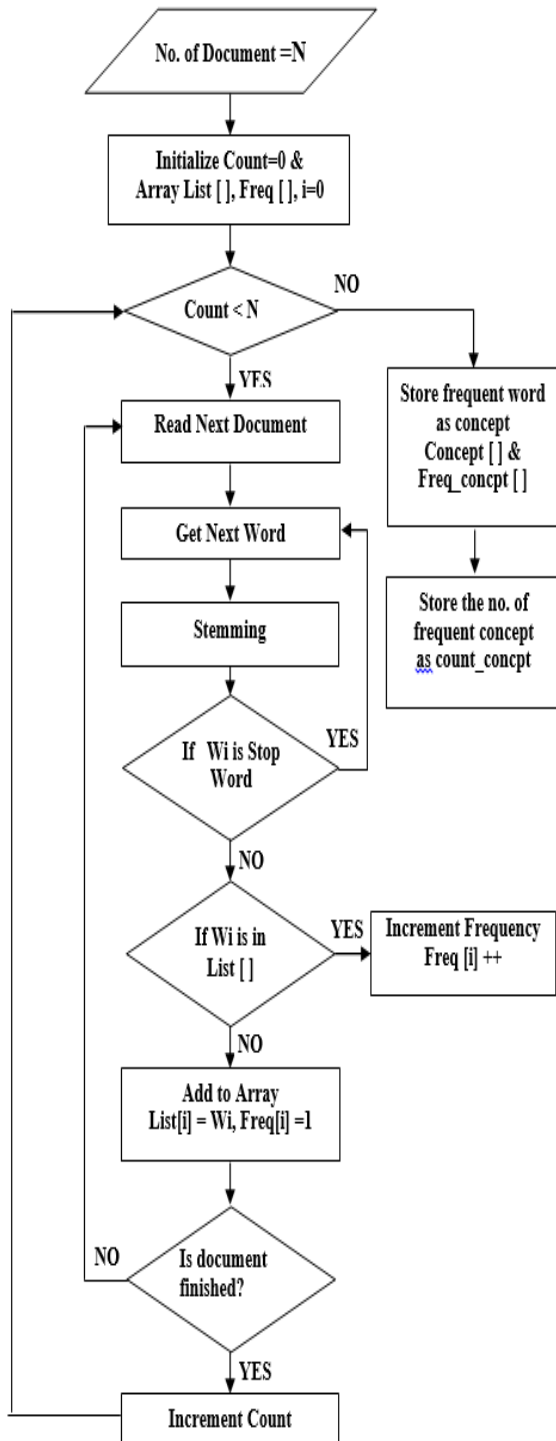 No. of Document =N
Initialize Count=0 &
Array List [ ], Freq [ ], i=0
Count < N
NO
YES
Read Next Document
Store frequent word
as concept
Concept [ ] &
Freq_concpt [ ]
Get Next Word
Stemming
Store the no. of
frequent concept
as count_concpt
If Wi is Stop
Word
YES
NO
If Wi is in
List [ ]
YES
Increment Frequency
Freq [i] ++
NO
Add to Array
List[i] = Wi, Freq[i] =1
Is document
finished?
NO
YES
Increment Count